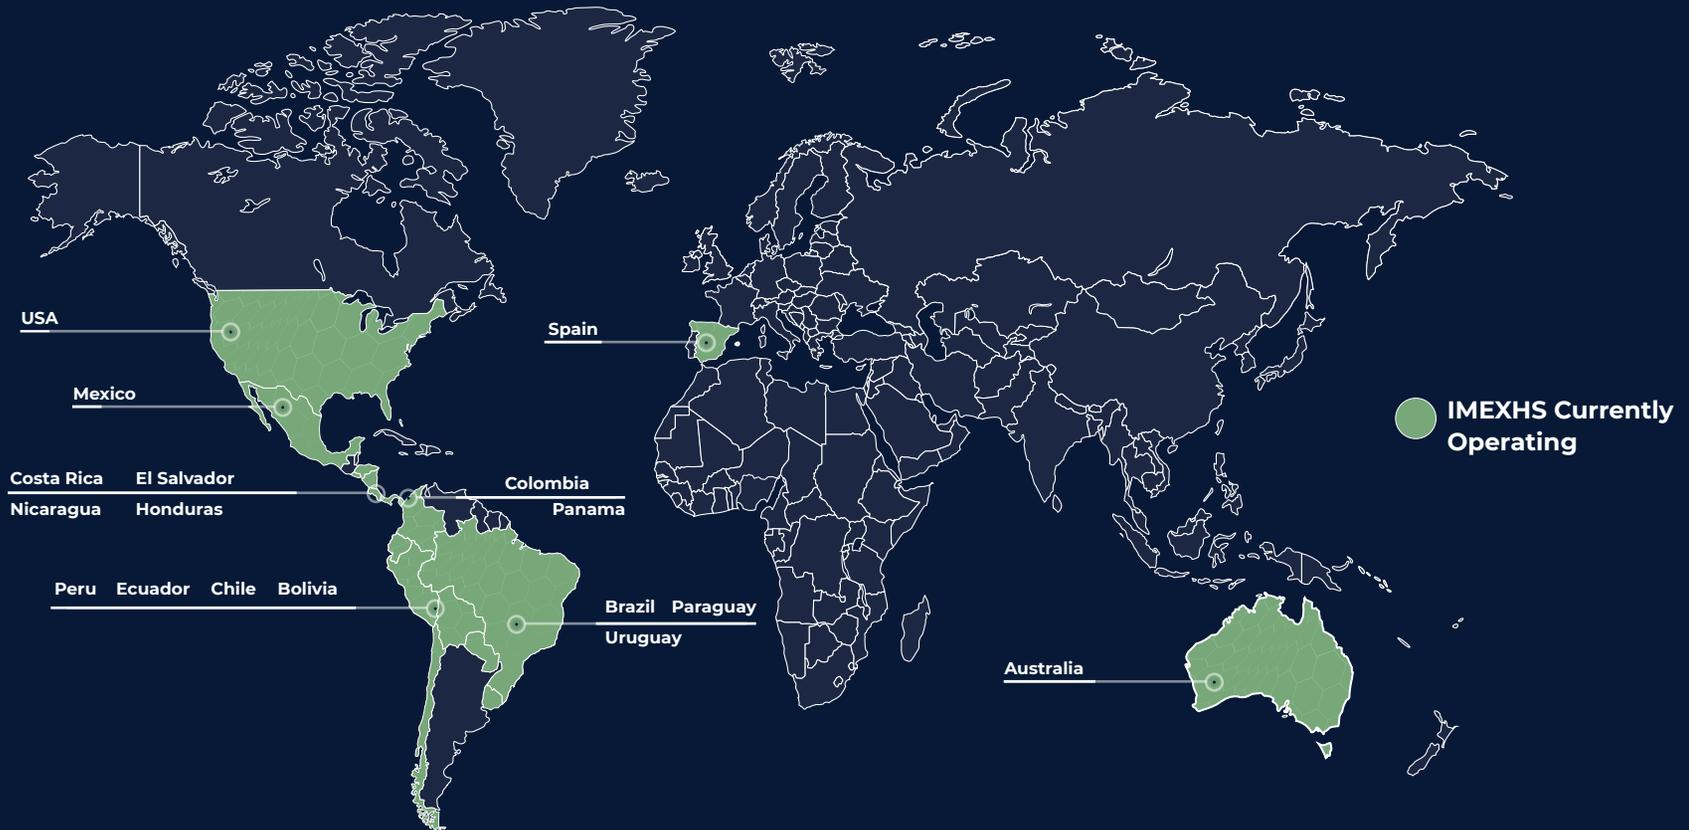 USA
Spain
Mexico
IMEXHS Currently
Operating
Costa Rica El Salvador
Nicaragua Honduras
Colombia
Panama
Peru Ecuador Chile Bolivia
Brazil Paraguay
Uruguay
Australia